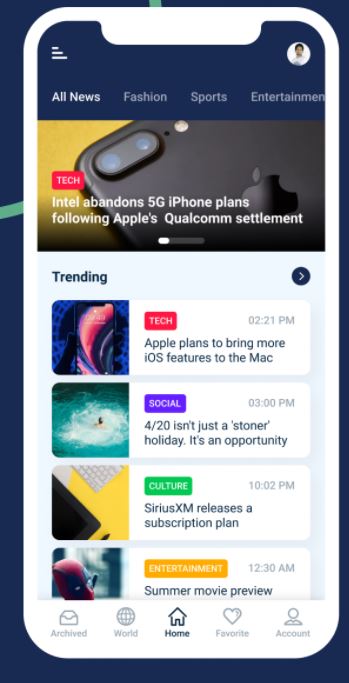 All News Fashion Sports Entertainmen
TECH
Intel abandons 5G iPhone plans
following Apple's Qualcomm settlement
Trending
TECH 02:21 PM
Apple plans to bring more
iOS features to the Mac
SOCIAL 03:00 PM
4/20 isn't just a 'stoner'
holiday. It's an opportunity
CULTURE 10:02 PM
SiriusXM releases a
subscription plan
ENTERTAINMENT 12:30 AM
Summer movie preview
Archived World Home Favorite Account